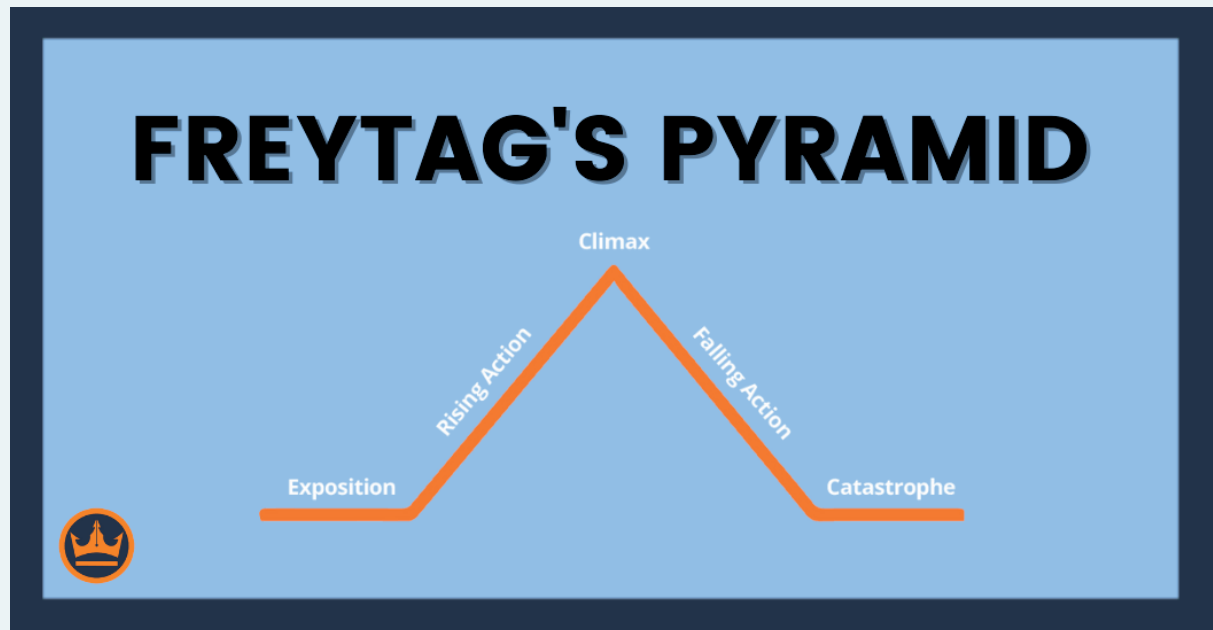 FREYTAG'S PYRAMID
Climax
Rising Action
Falling Action
Exposition
Catastrophe